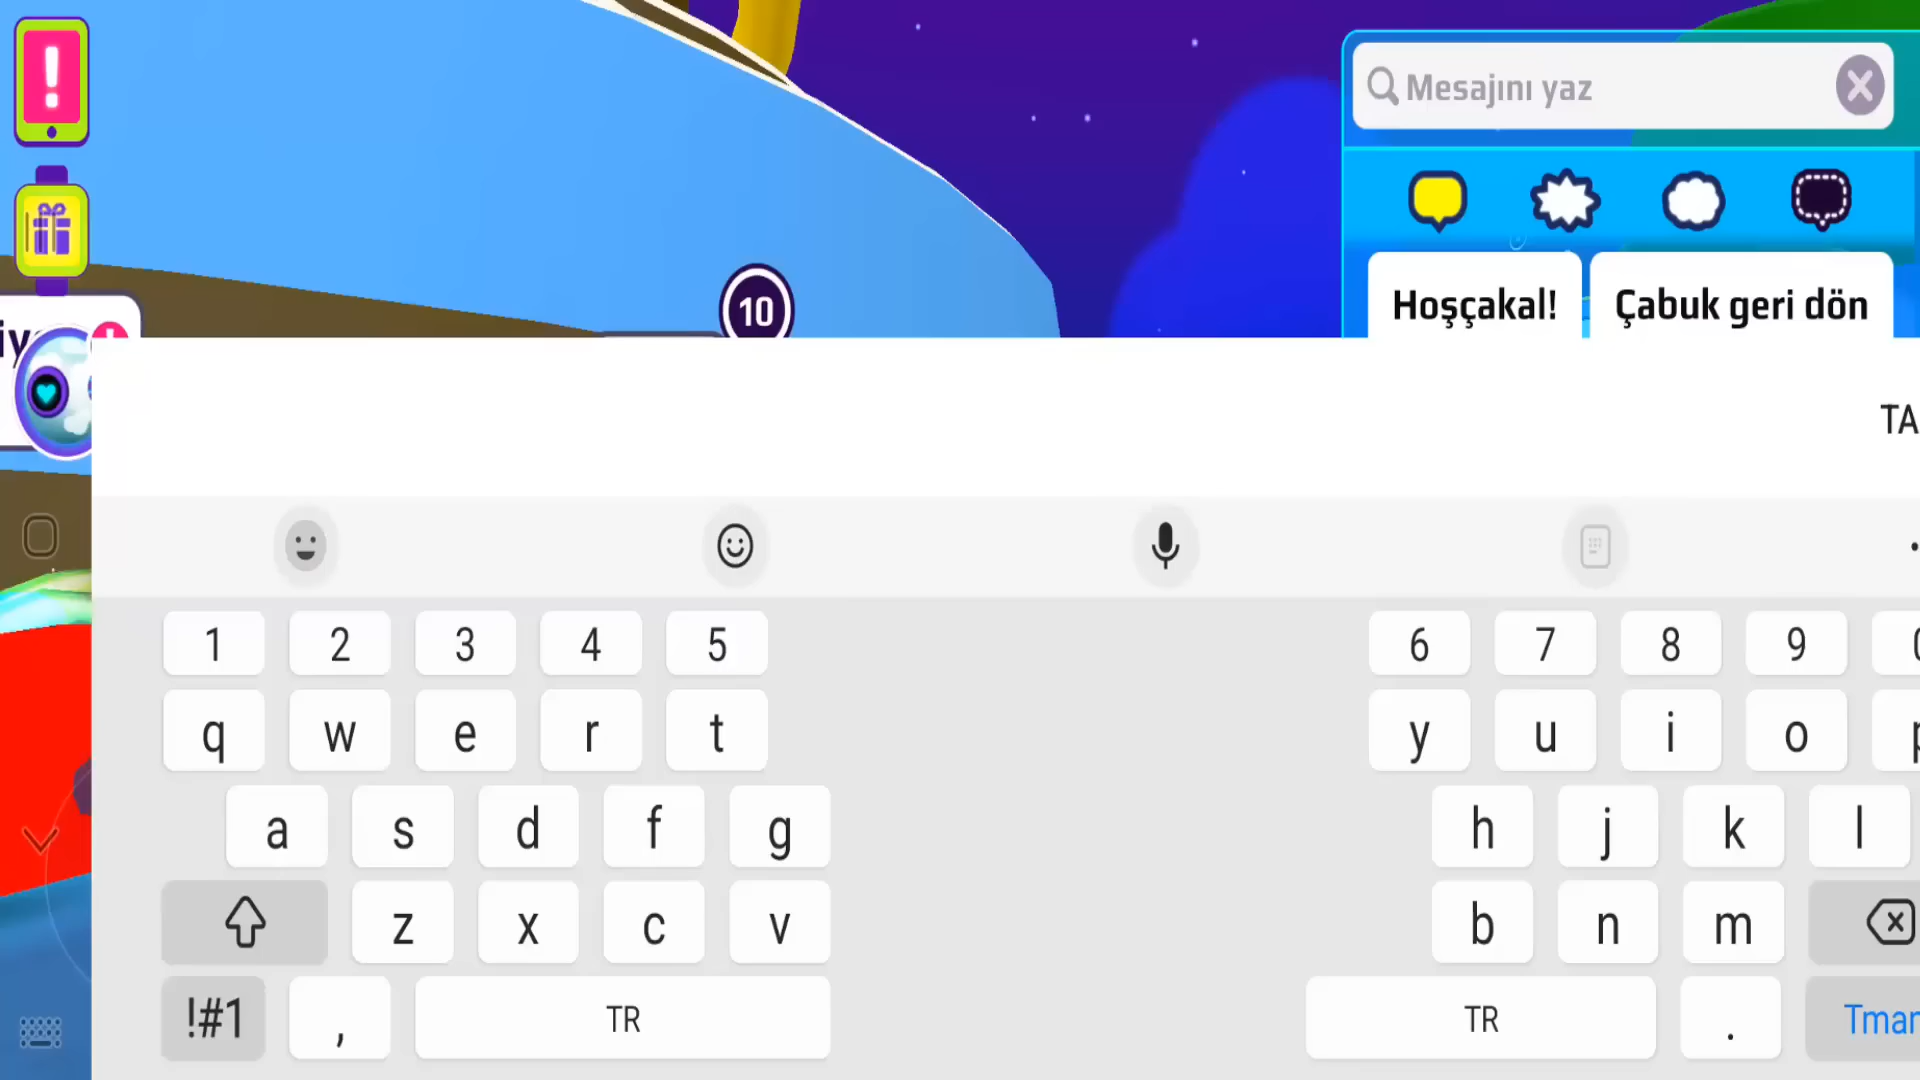 Mesajını yaz
Hoşçakal! Çabuk geri dön
10
TA
1 2 3 4 5 6 7 8 9
q w e r t y u i o p
a s d f g h j k l
z x c v b n m
!#1 , TR TR . Tmam